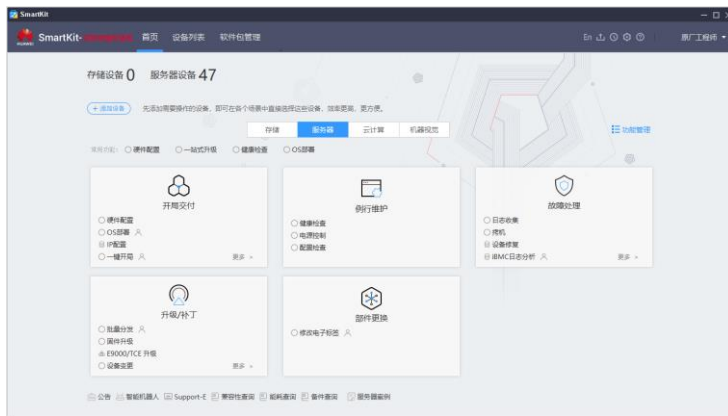 SmartKit
HUAWEI SmartKit- 首页 设备列表 软件包管理 En 原厂工程师
存储设备 0 服务器设备 47
+ 添加设备 先添加需要操作的设备，即可在各个场景中直接选择这些设备，效率更高，更方便。
存储 服务器 云计算 机器视觉 功能管理
常用功能: 硬件配置 一站式升级 健康检查 OS部署
开局交付
硬件配置
OS部署
IP配置
一键开局 更多
例行维护
健康检查
电源控制
配置检查
故障处理
日志收集
拷机
设备修复
iBMC日志分析 更多
升级/补丁
批量分发
固件升级
E9000/TCE 升级
设备变更 更多
部件更换
修改电子标签
公告 智能机器人 Support-E 兼容性查询 能耗查询 备件查询 服务器案例